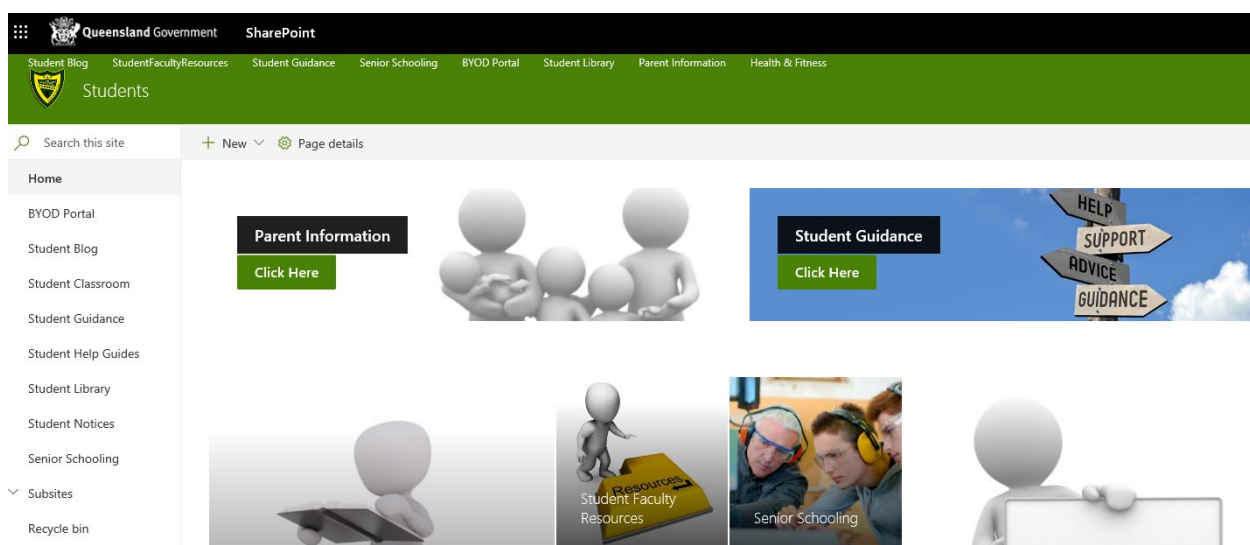 Queensland Government SharePoint
Student Blog StudentFacultyResources Student Guidance Senior Schooling BYOD Portal Student Library Parent Information Health & Fitness
Students
Search this site
New Page details
Home
BYOD Portal
Student Blog
Student Classroom
Student Guidance
Student Help Guides
Student Library
Student Notices
Senior Schooling
Subsites
Recycle bin
Parent Information
Click Here
Student Guidance
Click Here
HELP
SUPPORT
ADVICE
GUIDANCE
Resources
Student Faculty
Resources
Senior Schooling